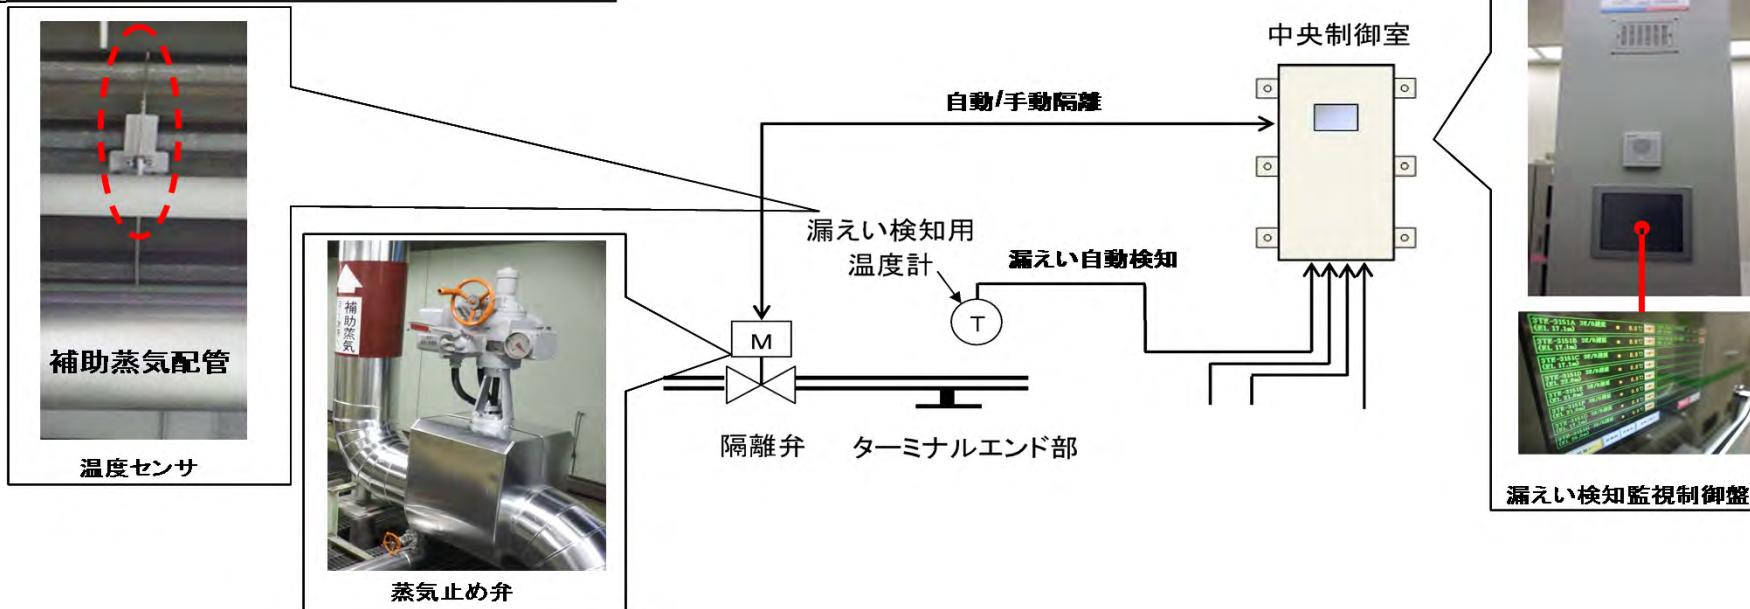 補助蒸気配管
温度センサ
補助蒸気
蒸気止め弁
自動/手動隔離
中央制御室
漏えい検知用
温度計
漏えい自動検知
T
M
隔離弁
ターミナルエンド部
漏えい検知監視制御盤